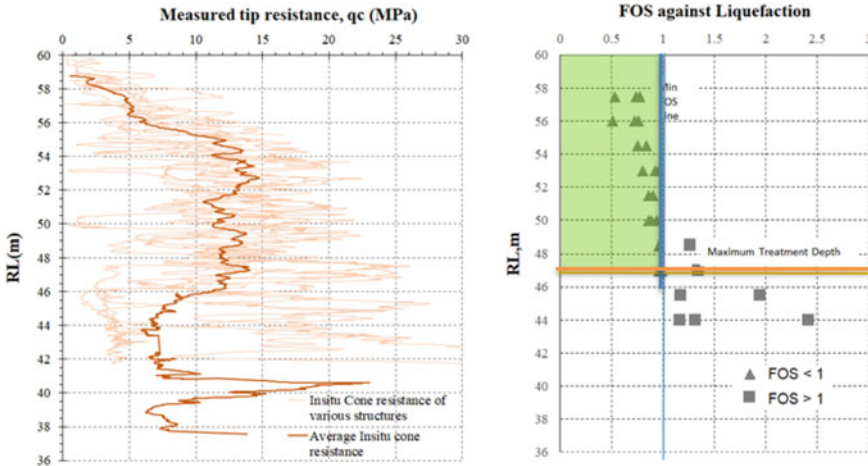 Measured tip resistance, qc (MPa)
0 5 10 15 20 25 30
60
58
56
54
52
50
48
46
44
42
40
38
36
RL(m)
Insitu Cone resistance of
various structures
Average Insitu cone
resistance
FOS against Liquefaction
0 0.5 1 1.5 2 2.5
60
58
56
54
52
50
48
46
44
42
40
38
36
RL,m
Maximum Treatment Depth
FOS < 1
FOS > 1